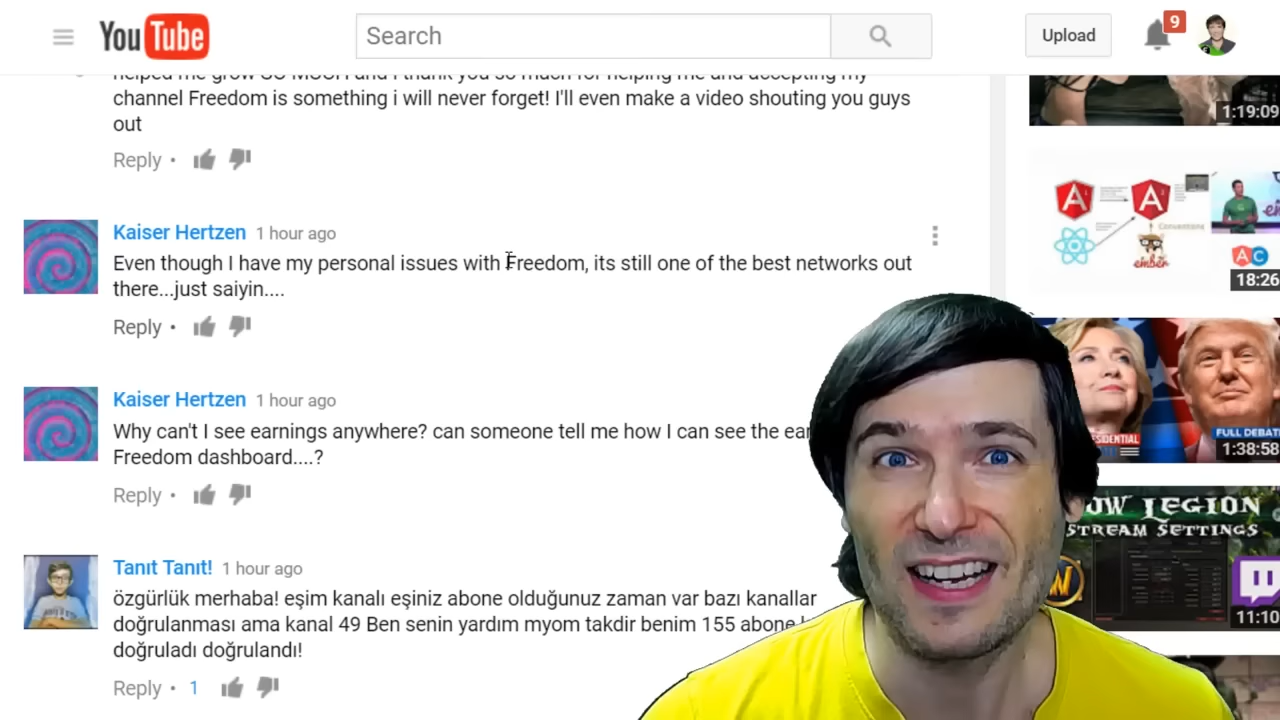 YouTube
Search
Upload
9
helped me grow SO MUCH and I thank you so much for helping me and accepting my
channel Freedom is something i will never forget! I'll even make a video shouting you guys
out
Reply •
1:19:09
Kaiser Hertzen 1 hour ago
Even though I have my personal issues with Freedom, its still one of the best networks out
there...just saiyin....
Reply •
Conventions
ember
18:26
Kaiser Hertzen 1 hour ago
Why can't I see earnings anywhere? can someone tell me how I can see the ear
Freedom dashboard....?
Reply •
FULL DEBATE
1:38:58
OW LEGION
STREAM SETTINGS
11:10
Tanıt Tanıt! 1 hour ago
özgürlük merhaba! eşim kanalı eşiniz abone olduğunuz zaman var bazı kanallar
doğrulanması ama kanal 49 Ben senin yardını myom takdir benim 155 abone
doğruladı doğrulandı!
Reply • 1